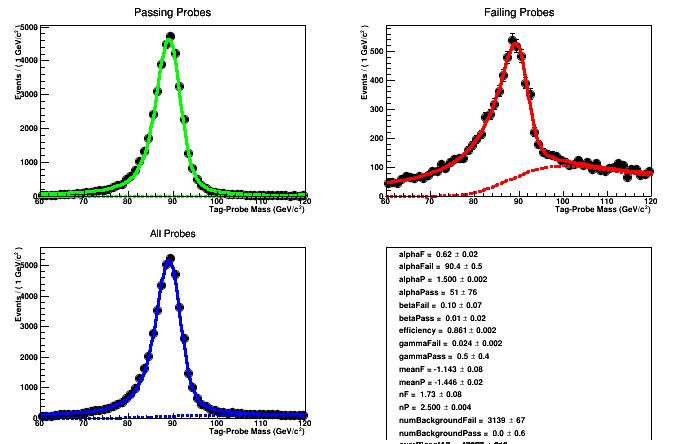 Passing Probes
Events / ( 1 GeV/c² )
5000
4000
3000
2000
1000
0
60 70 80 90 100 110 120
Tag-Probe Mass (GeV/c²)
Failing Probes
Events / ( 1 GeV/c² )
500
400
300
200
100
0
60 70 80 90 100 110 120
Tag-Probe Mass (GeV/c²)
All Probes
Events / ( 1 GeV/c² )
5000
4000
3000
2000
1000
0
60 70 80 90 100 110 120
Tag-Probe Mass (GeV/c²)
alphaF = 0.62 ± 0.02
alphaFail = 90.4 ± 0.5
alphaP = 1.500 ± 0.002
alphaPass = 51 ± 76
betaFail = 0.10 ± 0.07
betaPass = 0.01 ± 0.02
efficiency = 0.861 ± 0.002
gammaFail = 0.024 ± 0.002
gammaPass = 0.5 ± 0.4
meanF = -1.143 ± 0.08
meanP = -1.446 ± 0.02
nF = 1.73 ± 0.08
nP = 2.500 ± 0.004
numBackgroundFail = 3139 ± 67
numBackgroundPass = 0.0 ± 0.6